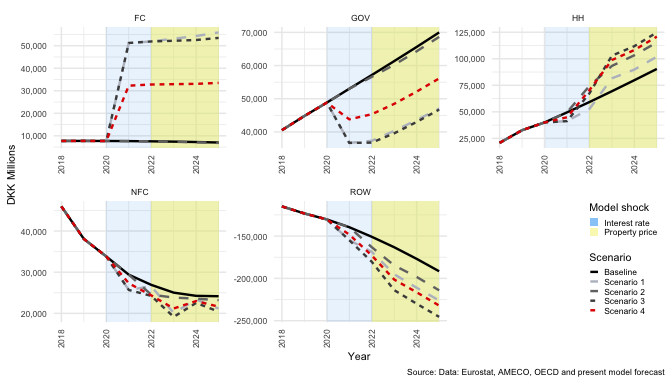 FC
GOV
HH
50,000
40,000
30,000
20,000
10,000
70,000
60,000
50,000
40,000
125,000
100,000
75,000
50,000
25,000
2018
2020
2022
2024
2018
2020
2022
2024
2018
2020
2022
2024
DKK Millions
NFC
ROW
40,000
30,000
20,000
-150,000
-200,000
-250,000
2018
2020
2022
2024
2018
2020
2022
2024
Year
Model shock
Interest rate
Property price
Scenario
Baseline
Scenario 1
Scenario 2
Scenario 3
Scenario 4
Source: Data: Eurostat, AMECO, OECD and present model forecast